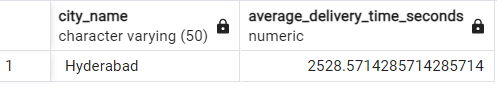 city_name average_delivery_time_seconds
character varying (50) numeric
1 Hyderabad 2528.5714285714285714